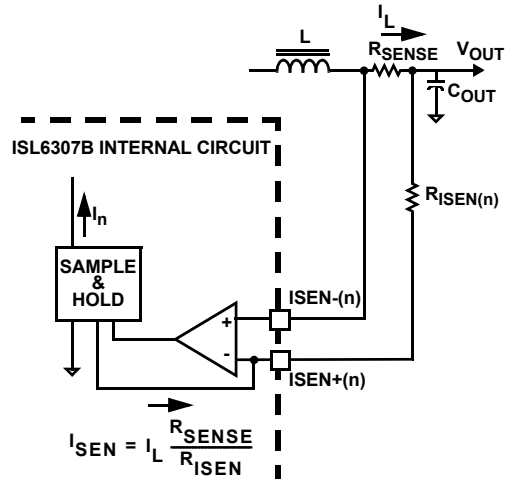 I_L
L
R_SENSE
V_OUT
C_OUT
ISL6307B INTERNAL CIRCUIT
R_ISEN(n)
I_n
SAMPLE
&
HOLD
ISEN-(n)
+
-
ISEN+(n)
I_SEN = I_L R_SENSE / R_ISEN